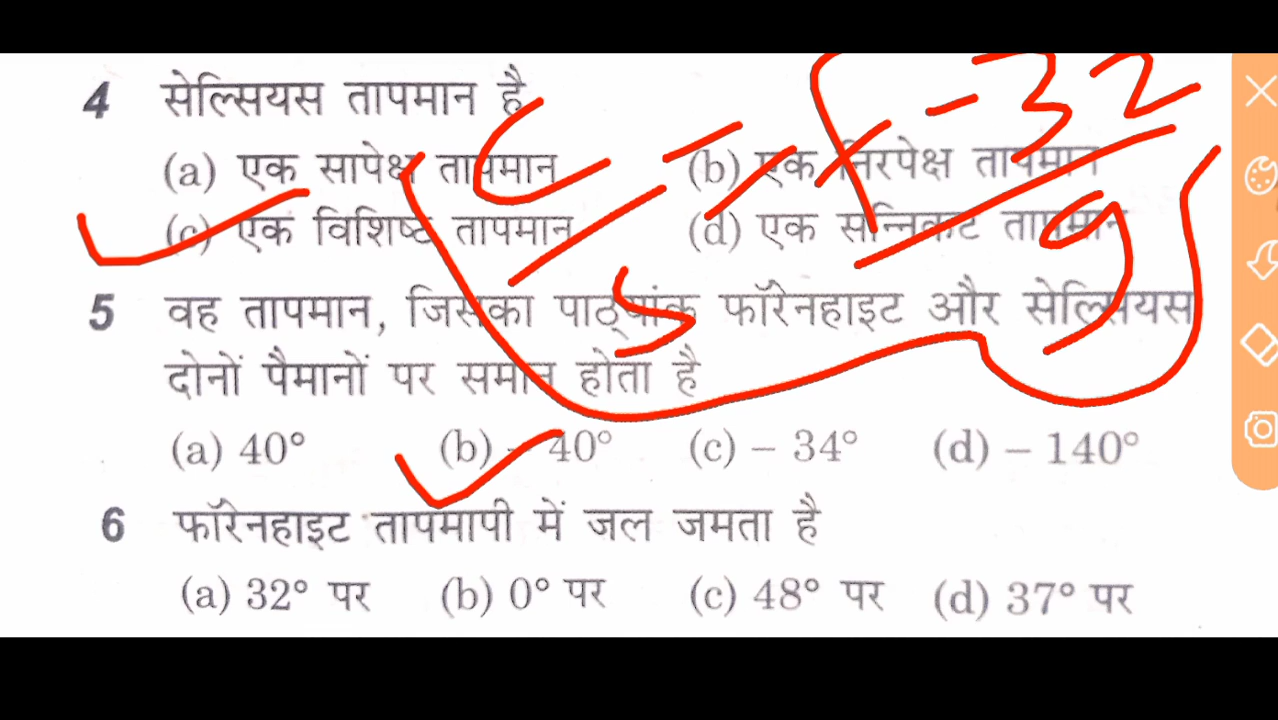 4 सेल्सियस तापमान है
(a) एक सापेक्ष तापमान (b) एक निरपेक्ष तापमान
(c) एक विशिष्ट तापमान (d) एक सन्निकट तापमान
5 वह तापमान, जिसका पाठ्यांक फॉरेनहाइट और सेल्सियस
दोनों पैमानों पर समान होता है
(a) 40° (b) – 40° (c) – 34° (d) – 140°
6 फॉरेनहाइट तापमापी में जल जमता है
(a) 32° पर (b) 0° पर (c) 48° पर (d) 37° पर
C/5 = F-32/9